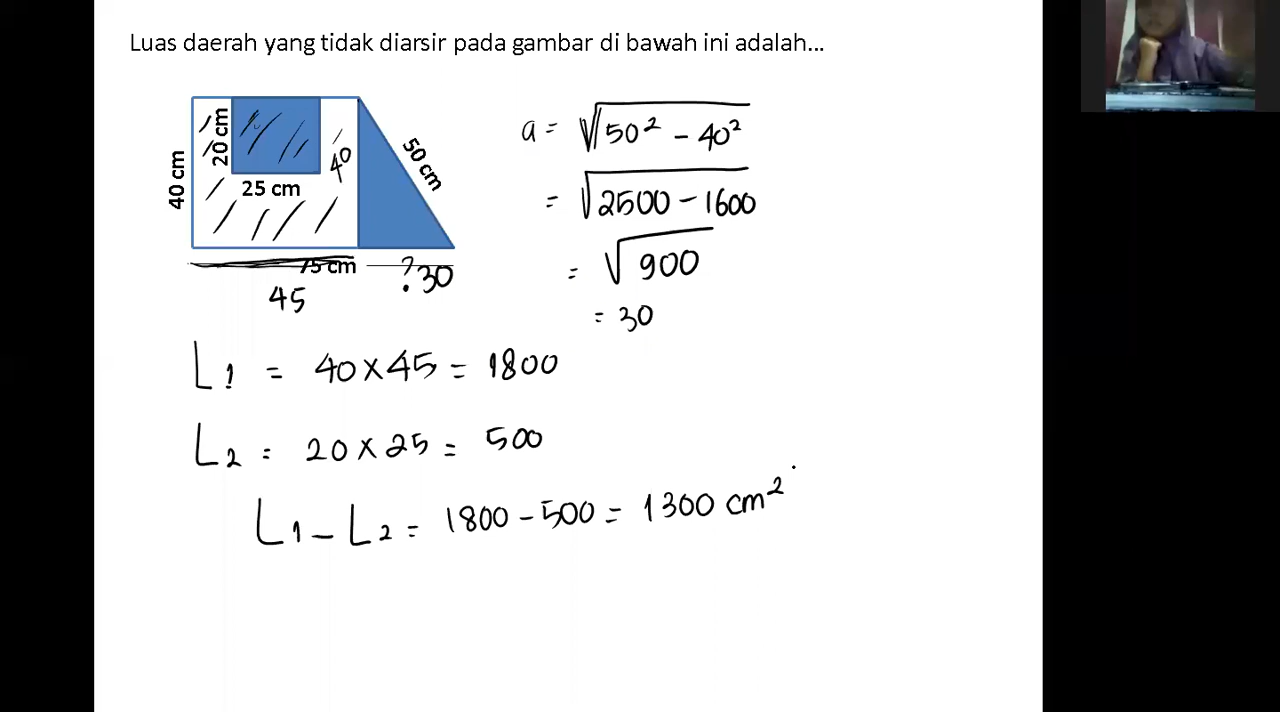 Luas daerah yang tidak diarsir pada gambar di bawah ini adalah...
40 cm
20 cm
25 cm
40
50 cm
75 cm
? 30
45
a = √50² - 40²
= √2500 - 1600
= √900
= 30
L1 = 40 x 45 = 1800
L2 = 20 x 25 = 500
L1 - L2 = 1800 - 500 = 1300 cm²